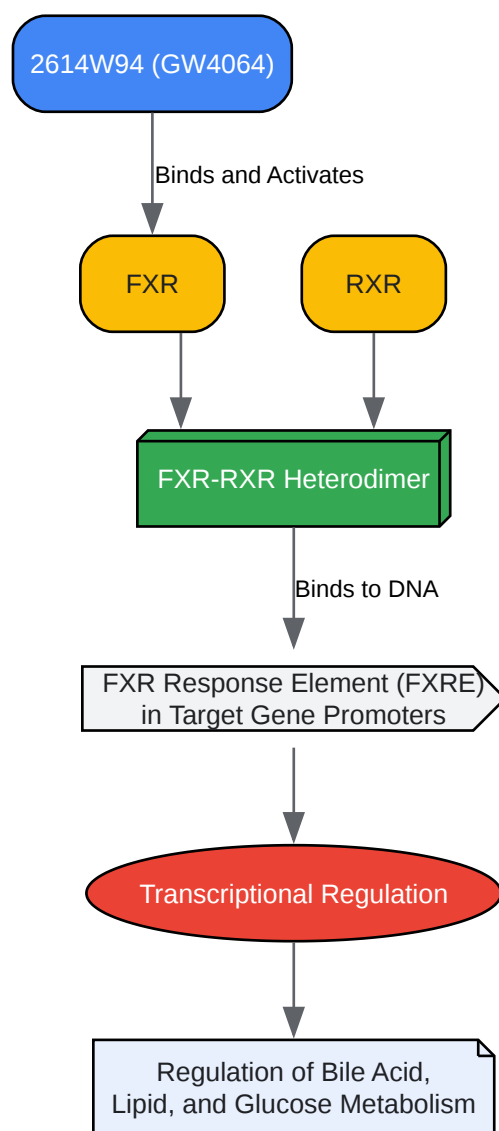 2614W94 (GW4064)
Binds and Activates
FXR
RXR
FXR-RXR Heterodimer
Binds to DNA
FXR Response Element (FXRE)
in Target Gene Promoters
Transcriptional Regulation
Regulation of Bile Acid,
Lipid, and Glucose Metabolism